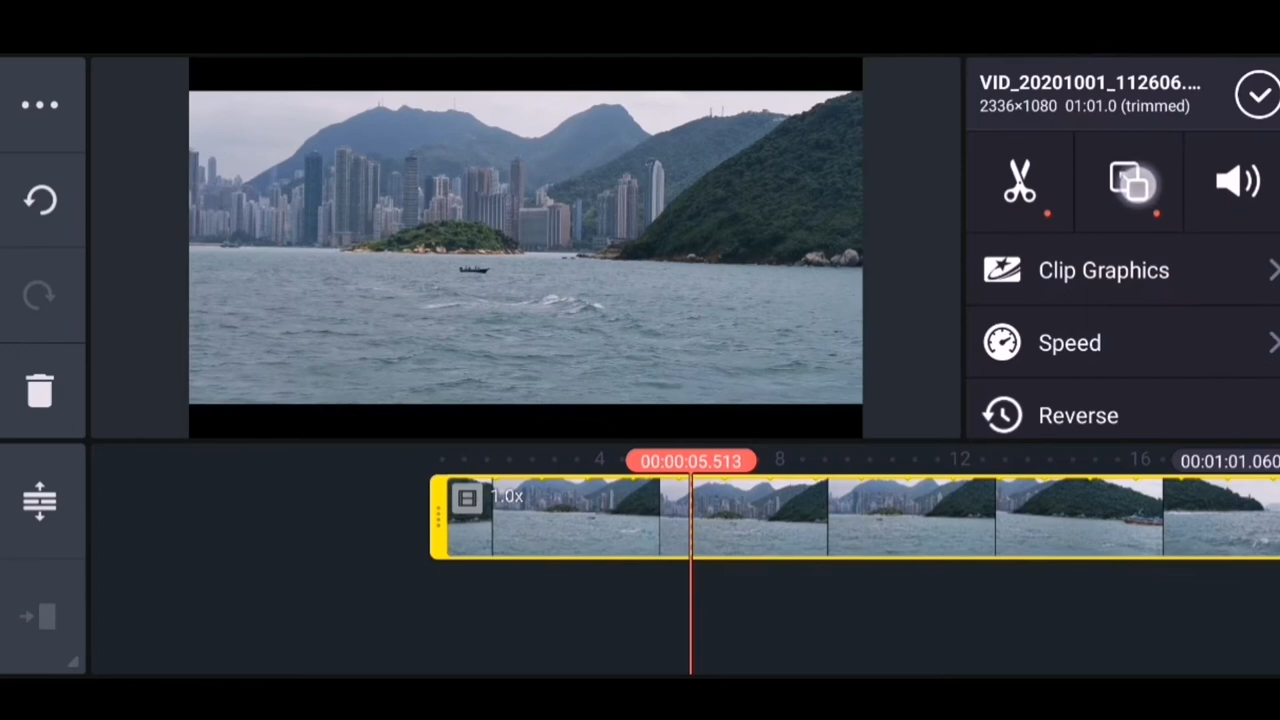 VID_20201001_112606....
2336×1080 01:01.0 (trimmed)
Clip Graphics
Speed
Reverse
4
00:00:05.513
8
12
16
00:01:01.060
1.0x